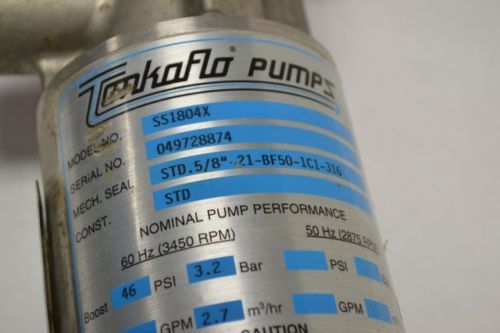 Tonkaflo® PUMPS
MODEL NO. SS1804X
SERIAL NO. 049728874
MECH. SEAL STD.5/8" 21-BF50-1C1-316
CONST. STD
NOMINAL PUMP PERFORMANCE
60 Hz (3450 RPM) 50 Hz (2875 RPM)
Boost 46 PSI 3.2 Bar PSI
GPM 2.7 m³/hr GPM
CAUTION